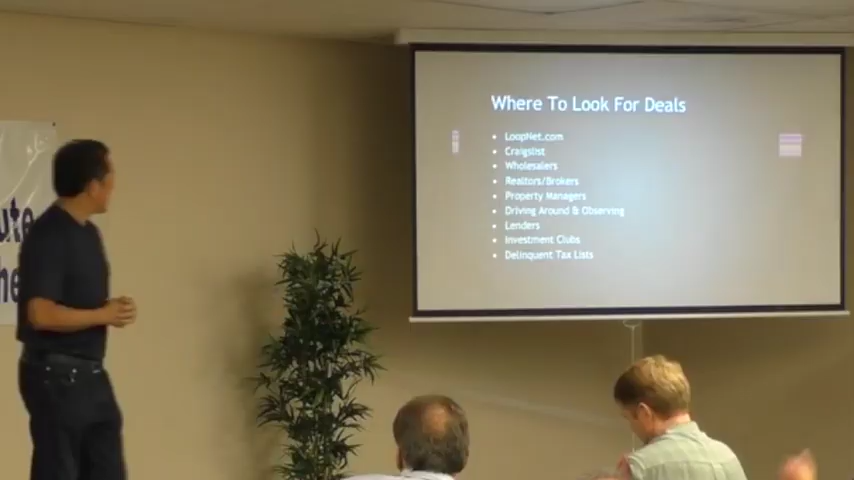 Where To Look For Deals
• LoopNet.com
• Craigslist
• Wholesalers
• Realtors/Brokers
• Property Managers
• Driving Around & Observing
• Lenders
• Investment Clubs
• Delinquent Tax Lists